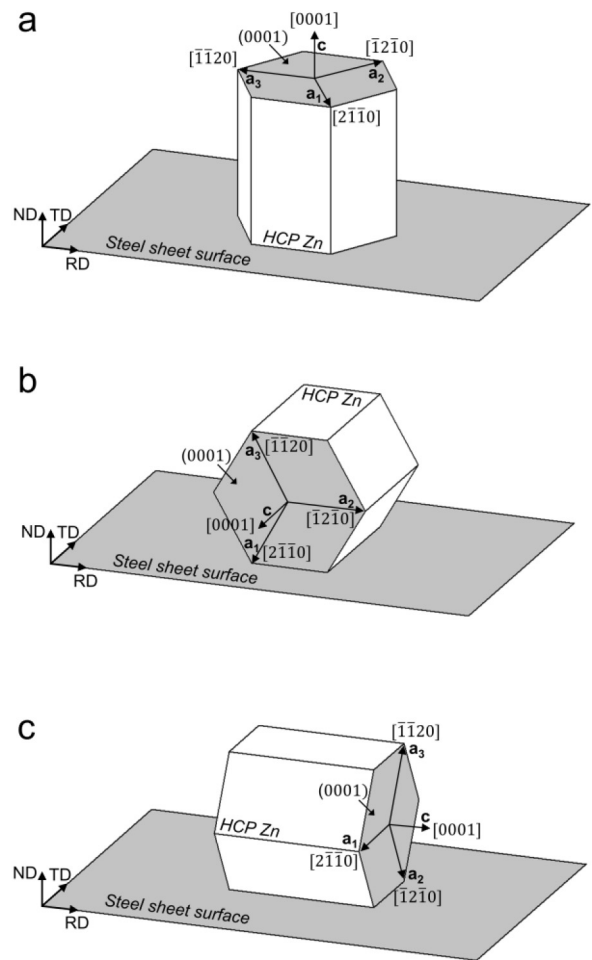 a
[0001]
(0001)
c
[1̅2̅10]
[1̅1̅20]
a₃
a₂
a₁
[21̅1̅0]
ND
TD
RD
Steel sheet surface
HCP Zn
b
HCP Zn
(0001)
a₃
[1̅1̅20]
c
a₂
[0001]
[1̅21̅0]
a₁
[21̅1̅0]
ND
TD
RD
Steel sheet surface
c
[1̅1̅20]
a₃
(0001)
c
[0001]
HCP Zn
a₁
[21̅1̅0]
a₂
[1̅21̅0]
ND
TD
RD
Steel sheet surface